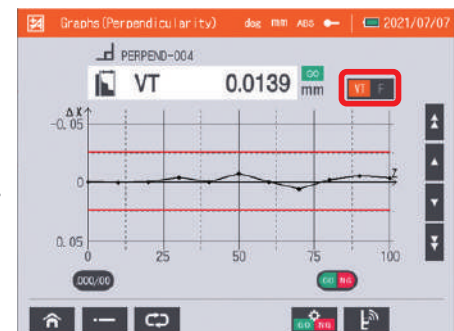 Graphs(Perpendicularity) deg mm ABS 2021/07/07
PERPEND-004
VT 0.0139 GO mm VT F
ΔX
-0.05
0 Z
0.05
0 25 50 75 100
000/00 GO NG
GO NG